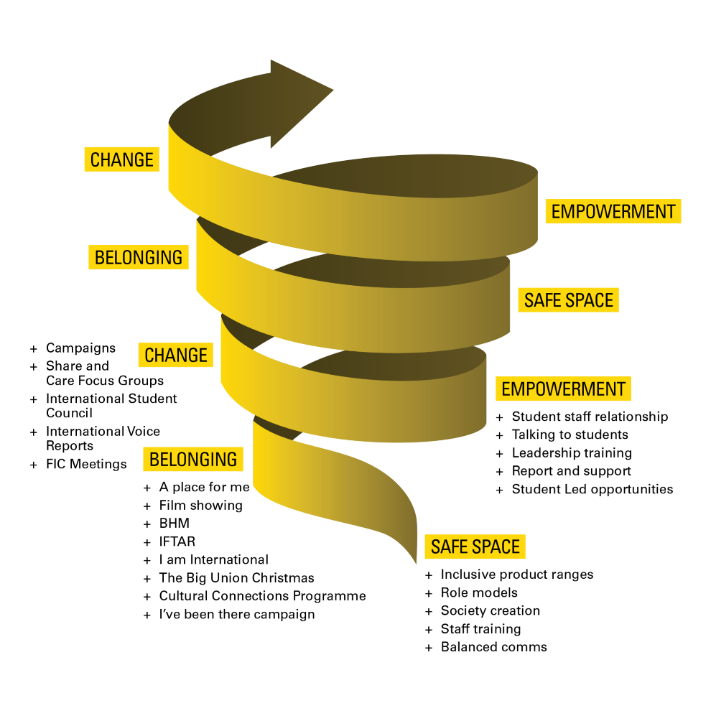 CHANGE
EMPOWERMENT
BELONGING
SAFE SPACE
CHANGE
+ Campaigns
+ Share and
Care Focus Groups
+ International Student
Council
+ International Voice
Reports
+ FIC Meetings
EMPOWERMENT
+ Student staff relationship
+ Talking to students
+ Leadership training
+ Report and support
+ Student Led opportunities
BELONGING
+ A place for me
+ Film showing
+ BHM
+ IFTAR
+ I am International
+ The Big Union Christmas
+ Cultural Connections Programme
+ I've been there campaign
SAFE SPACE
+ Inclusive product ranges
+ Role models
+ Society creation
+ Staff training
+ Balanced comms